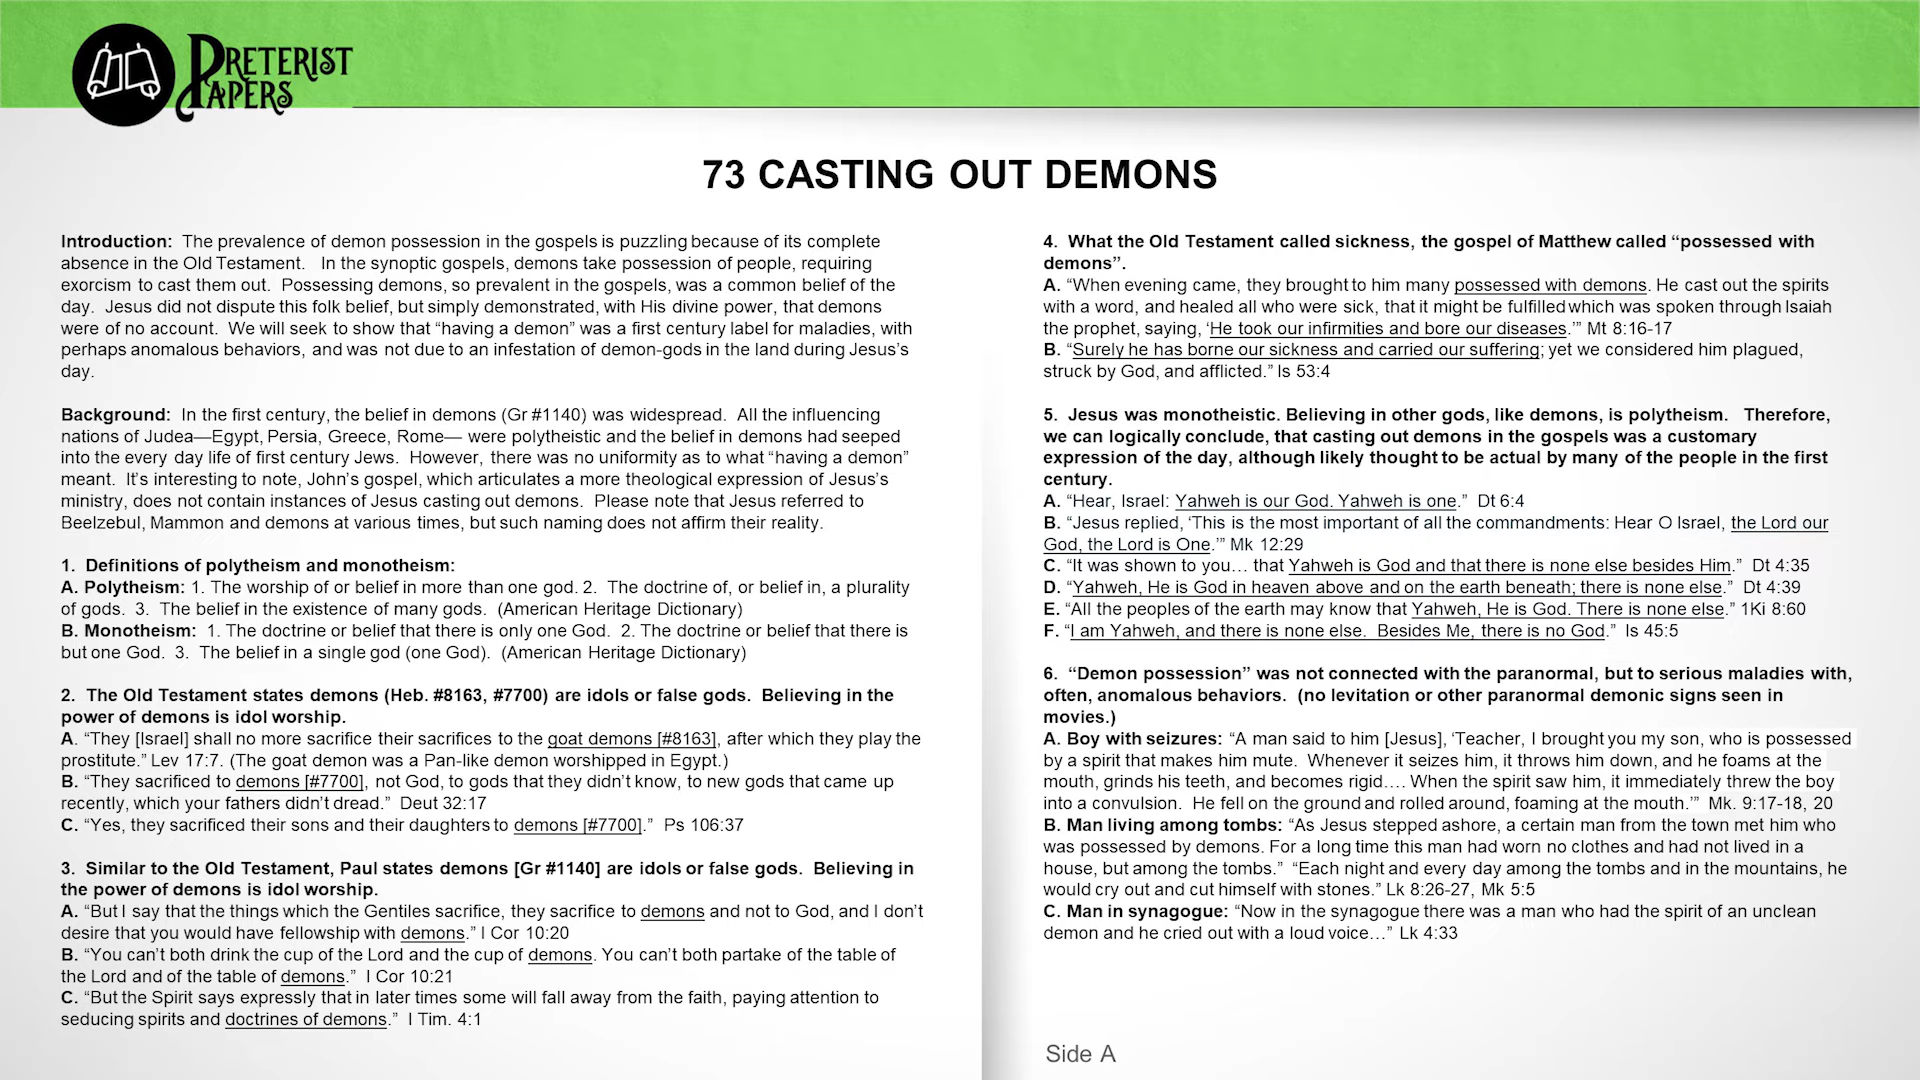 PRETERIST
PAPERS
73 CASTING OUT DEMONS
Introduction: The prevalence of demon possession in the gospels is puzzling because of its complete
absence in the Old Testament. In the synoptic gospels, demons take possession of people, requiring
exorcism to cast them out. Possessing demons, so prevalent in the gospels, was a common belief of the
day. Jesus did not dispute this folk belief, but simply demonstrated, with His divine power, that demons
were of no account. We will seek to show that “having a demon” was a first century label for maladies, with
perhaps anomalous behaviors, and was not due to an infestation of demon-gods in the land during Jesus’s
day.
Background: In the first century, the belief in demons (Gr #1140) was widespread. All the influencing
nations of Judea—Egypt, Persia, Greece, Rome— were polytheistic and the belief in demons had seeped
into the every day life of first century Jews. However, there was no uniformity as to what “having a demon”
meant. It’s interesting to note, John’s gospel, which articulates a more theological expression of Jesus’s
ministry, does not contain instances of Jesus casting out demons. Please note that Jesus referred to
Beelzebul, Mammon and demons at various times, but such naming does not affirm their reality.
1. Definitions of polytheism and monotheism:
A. Polytheism: 1. The worship of or belief in more than one god. 2. The doctrine of, or belief in, a plurality
of gods. 3. The belief in the existence of many gods. (American Heritage Dictionary)
B. Monotheism: 1. The doctrine or belief that there is only one God. 2. The doctrine or belief that there is
but one God. 3. The belief in a single god (one God). (American Heritage Dictionary)
2. The Old Testament states demons (Heb. #8163, #7700) are idols or false gods. Believing in the
power of demons is idol worship.
A. “They [Israel] shall no more sacrifice their sacrifices to the goat demons [#8163], after which they play the
prostitute.” Lev 17:7. (The goat demon was a Pan-like demon worshipped in Egypt.)
B. “They sacrificed to demons [#7700], not God, to gods that they didn’t know, to new gods that came up
recently, which your fathers didn’t dread.” Deut 32:17
C. “Yes, they sacrificed their sons and their daughters to demons [#7700].” Ps 106:37
3. Similar to the Old Testament, Paul states demons [Gr #1140] are idols or false gods. Believing in
the power of demons is idol worship.
A. “But I say that the things which the Gentiles sacrifice, they sacrifice to demons and not to God, and I don’t
desire that you would have fellowship with demons.” I Cor 10:20
B. “You can’t both drink the cup of the Lord and the cup of demons. You can’t both partake of the table of
the Lord and of the table of demons.” I Cor 10:21
C. “But the Spirit says expressly that in later times some will fall away from the faith, paying attention to
seducing spirits and doctrines of demons.” I Tim. 4:1
4. What the Old Testament called sickness, the gospel of Matthew called “possessed with
demons”.
A. “When evening came, they brought to him many possessed with demons. He cast out the spirits
with a word, and healed all who were sick, that it might be fulfilled which was spoken through Isaiah
the prophet, saying, ‘He took our infirmities and bore our diseases.’” Mt 8:16-17
B. “Surely he has borne our sickness and carried our suffering; yet we considered him plagued,
struck by God, and afflicted.” Is 53:4
5. Jesus was monotheistic. Believing in other gods, like demons, is polytheism. Therefore,
we can logically conclude, that casting out demons in the gospels was a customary
expression of the day, although likely thought to be actual by many of the people in the first
century.
A. “Hear, Israel: Yahweh is our God. Yahweh is one.” Dt 6:4
B. “Jesus replied, ‘This is the most important of all the commandments: Hear O Israel, the Lord our
God, the Lord is One.’” Mk 12:29
C. “It was shown to you… that Yahweh is God and that there is none else besides Him.” Dt 4:35
D. “Yahweh, He is God in heaven above and on the earth beneath; there is none else.” Dt 4:39
E. “All the peoples of the earth may know that Yahweh, He is God. There is none else.” 1Ki 8:60
F. “I am Yahweh, and there is none else. Besides Me, there is no God.” Is 45:5
6. “Demon possession” was not connected with the paranormal, but to serious maladies with,
often, anomalous behaviors. (no levitation or other paranormal demonic signs seen in
movies.)
A. Boy with seizures: “A man said to him [Jesus], ‘Teacher, I brought you my son, who is possessed
by a spirit that makes him mute. Whenever it seizes him, it throws him down, and he foams at the
mouth, grinds his teeth, and becomes rigid…. When the spirit saw him, it immediately threw the boy
into a convulsion. He fell on the ground and rolled around, foaming at the mouth.’” Mk. 9:17-18, 20
B. Man living among tombs: “As Jesus stepped ashore, a certain man from the town met him who
was possessed by demons. For a long time this man had worn no clothes and had not lived in a
house, but among the tombs.” “Each night and every day among the tombs and in the mountains, he
would cry out and cut himself with stones.” Lk 8:26-27, Mk 5:5
C. Man in synagogue: “Now in the synagogue there was a man who had the spirit of an unclean
demon and he cried out with a loud voice…” Lk 4:33
Side A